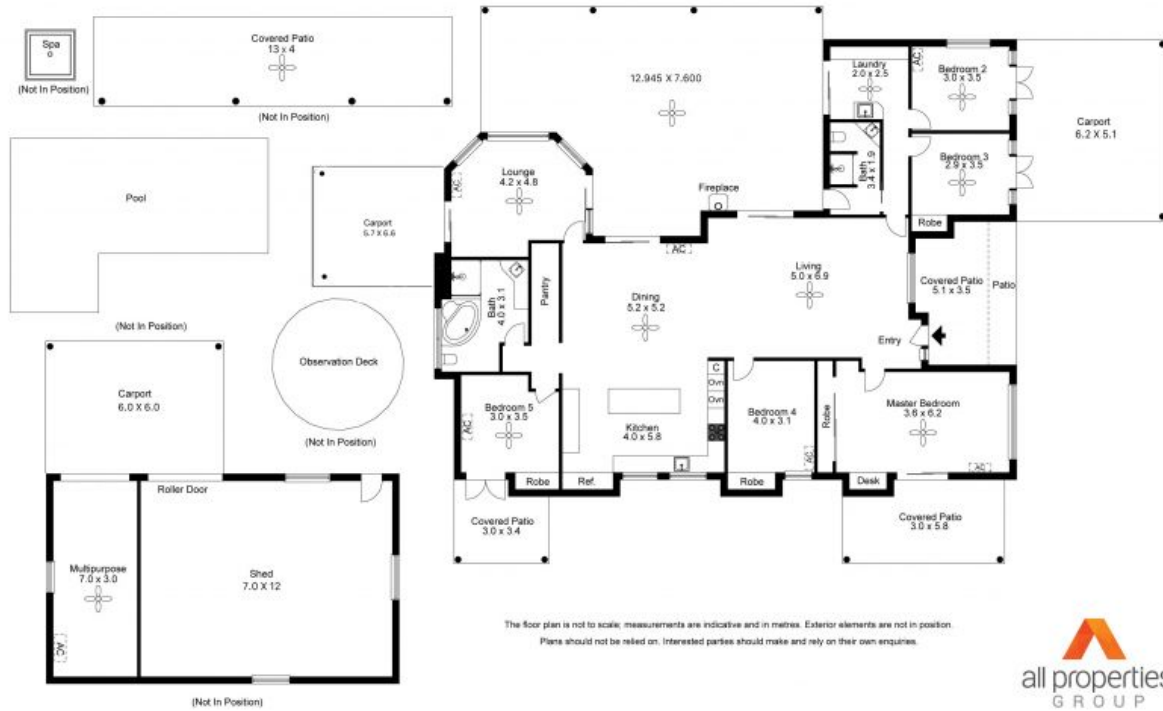 Spa
(Not In Position)
Covered Patio
13 x 4
(Not In Position)
12.945 X 7.600
Laundry
2.0 x 2.5
AC
Bedroom 2
3.0 x 3.5
Carport
6.2 X 5.1
Pool
(Not In Position)
Carport
5.7 X 6.6
AC
Lounge
4.2 x 4.8
Fireplace
Bath
3.4 x 1.9
Bedroom 3
2.9 x 3.5
Robe
AC
Bath
4.0 x 3.1
Pantry
Dining
5.2 x 5.2
Living
5.0 x 6.9
Covered Patio
5.1 x 3.5
Patio
Entry
Observation Deck
(Not In Position)
Carport
6.0 X 6.0
C
Ovn
Ovn
AC
Bedroom 5
3.0 x 3.5
Kitchen
4.0 x 5.8
Bedroom 4
4.0 x 3.1
AC
Robe
Master Bedroom
3.6 x 6.2
AC
Robe
Ref.
Robe
Desk
Covered Patio
3.0 x 3.4
Covered Patio
3.0 x 5.8
Roller Door
Multipurpose
7.0 x 3.0
AC
Shed
7.0 X 12
(Not In Position)
The floor plan is not to scale; measurements are indicative and in metres. Exterior elements are not in position.
Plans should not be relied on. Interested parties should make and rely on their own enquiries.
all properties
GROUP